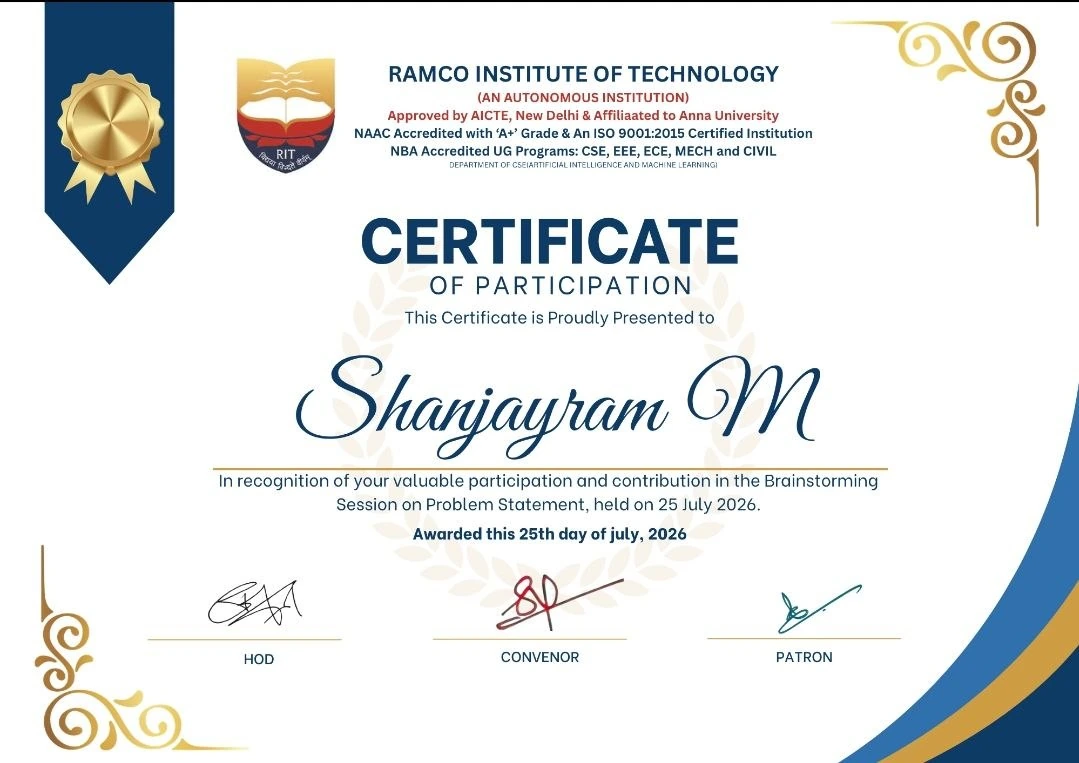 RAMCO INSTITUTE OF TECHNOLOGY
(AN AUTONOMOUS INSTITUTION)
Approved by AICTE, New Delhi & Affiliaated to Anna University
NAAC Accredited with ‘A+’ Grade & An ISO 9001:2015 Certified Institution
NBA Accredited UG Programs: CSE, EEE, ECE, MECH and CIVIL
DEPARTMENT OF CSE(ARTIFICIAL INTELLIGENCE AND MACHINE LEARNING)
RIT
CERTIFICATE
OF PARTICIPATION
This Certificate is Proudly Presented to
Shanjayram M
In recognition of your valuable participation and contribution in the Brainstorming
Session on Problem Statement, held on 25 July 2026.
Awarded this 25th day of july, 2026
HOD
CONVENOR
PATRON